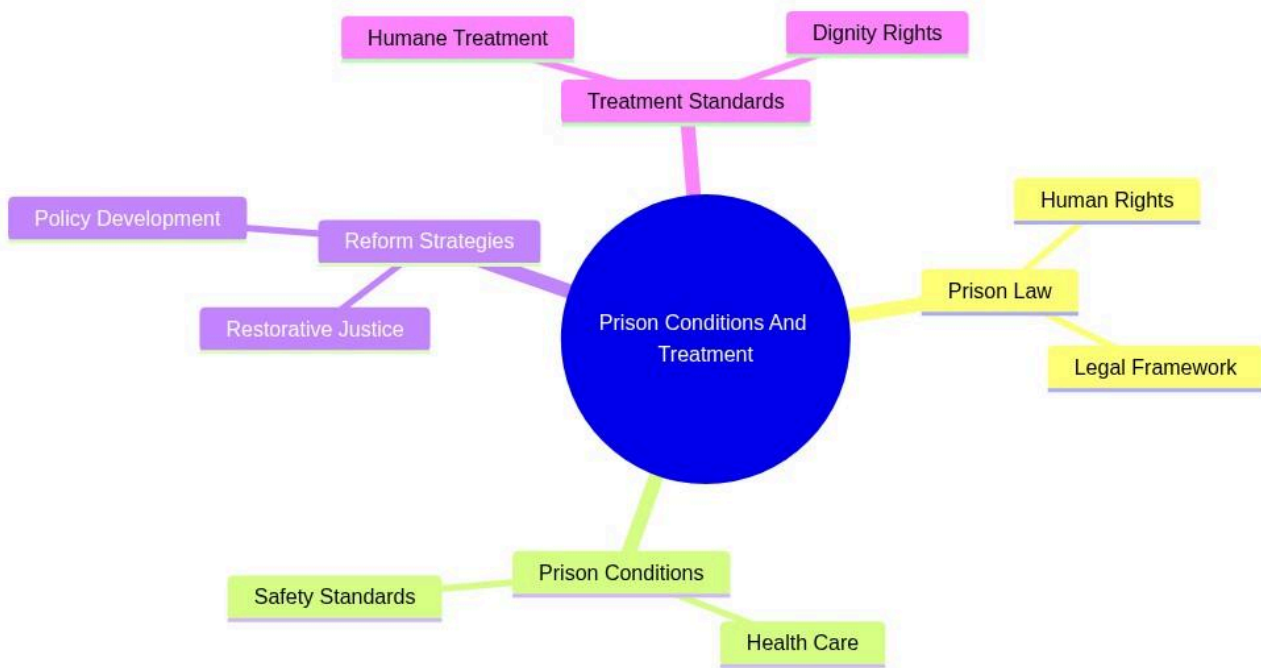 Humane Treatment
Dignity Rights
Treatment Standards
Human Rights
Policy Development
Reform Strategies
Prison Law
Restorative Justice
Prison Conditions And
Treatment
Legal Framework
Prison Conditions
Safety Standards
Health Care